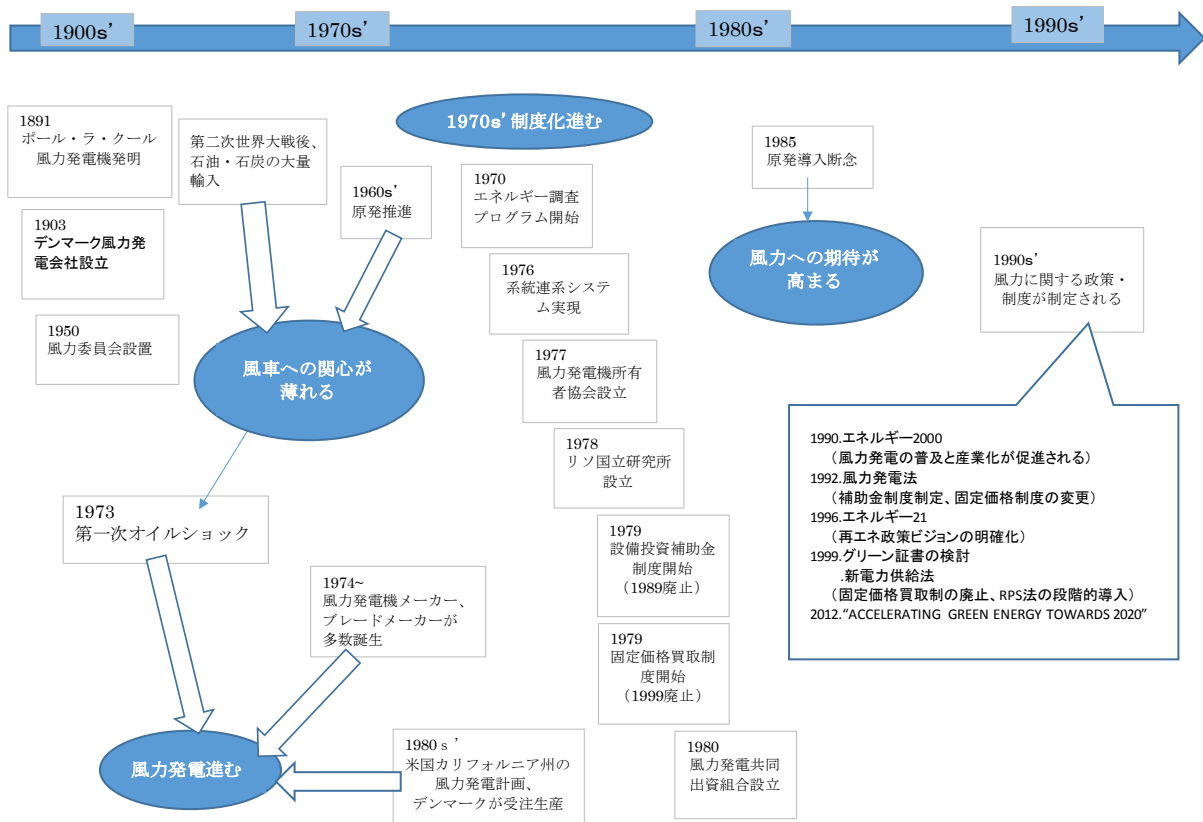 1900s’
1970s’
1980s’
1990s’
1891
ポール・ラ・クール
風力発電機発明
1903
デンマーク風力発
電会社設立
1950
風力委員会設置
第二次世界大戦後、
石油・石炭の大量
輸入
1960s’
原発推進
風車への関心が
薄れる
1973
第一次オイルショック
1974~
風力発電機メーカー、
ブレードメーカーが
多数誕生
風力発電進む
1980ｓ’
米国カリフォルニア州の
風力発電計画、
デンマークが受注生産
1970s’制度化進む
1970
エネルギー調査
プログラム開始
1976
系統連系システ
ム実現
1977
風力発電機所有
者協会設立
1978
リソ国立研究所
設立
1979
設備投資補助金
制度開始
（1989廃止）
1979
固定価格買取制
度開始
（1999廃止）
1980
風力発電共同
出資組合設立
1985
原発導入断念
風力への期待が
高まる
1990s’
風力に関する政策・
制度が制定される
1990.エネルギー2000
（風力発電の普及と産業化が促進される）
1992.風力発電法
（補助金制度制定、固定価格制度の変更）
1996.エネルギー21
（再エネ政策ビジョンの明確化）
1999.グリーン証書の検討
.新電力供給法
（固定価格買取制の廃止、RPS法の段階的導入）
2012.“ACCELERATING GREEN ENERGY TOWARDS 2020”